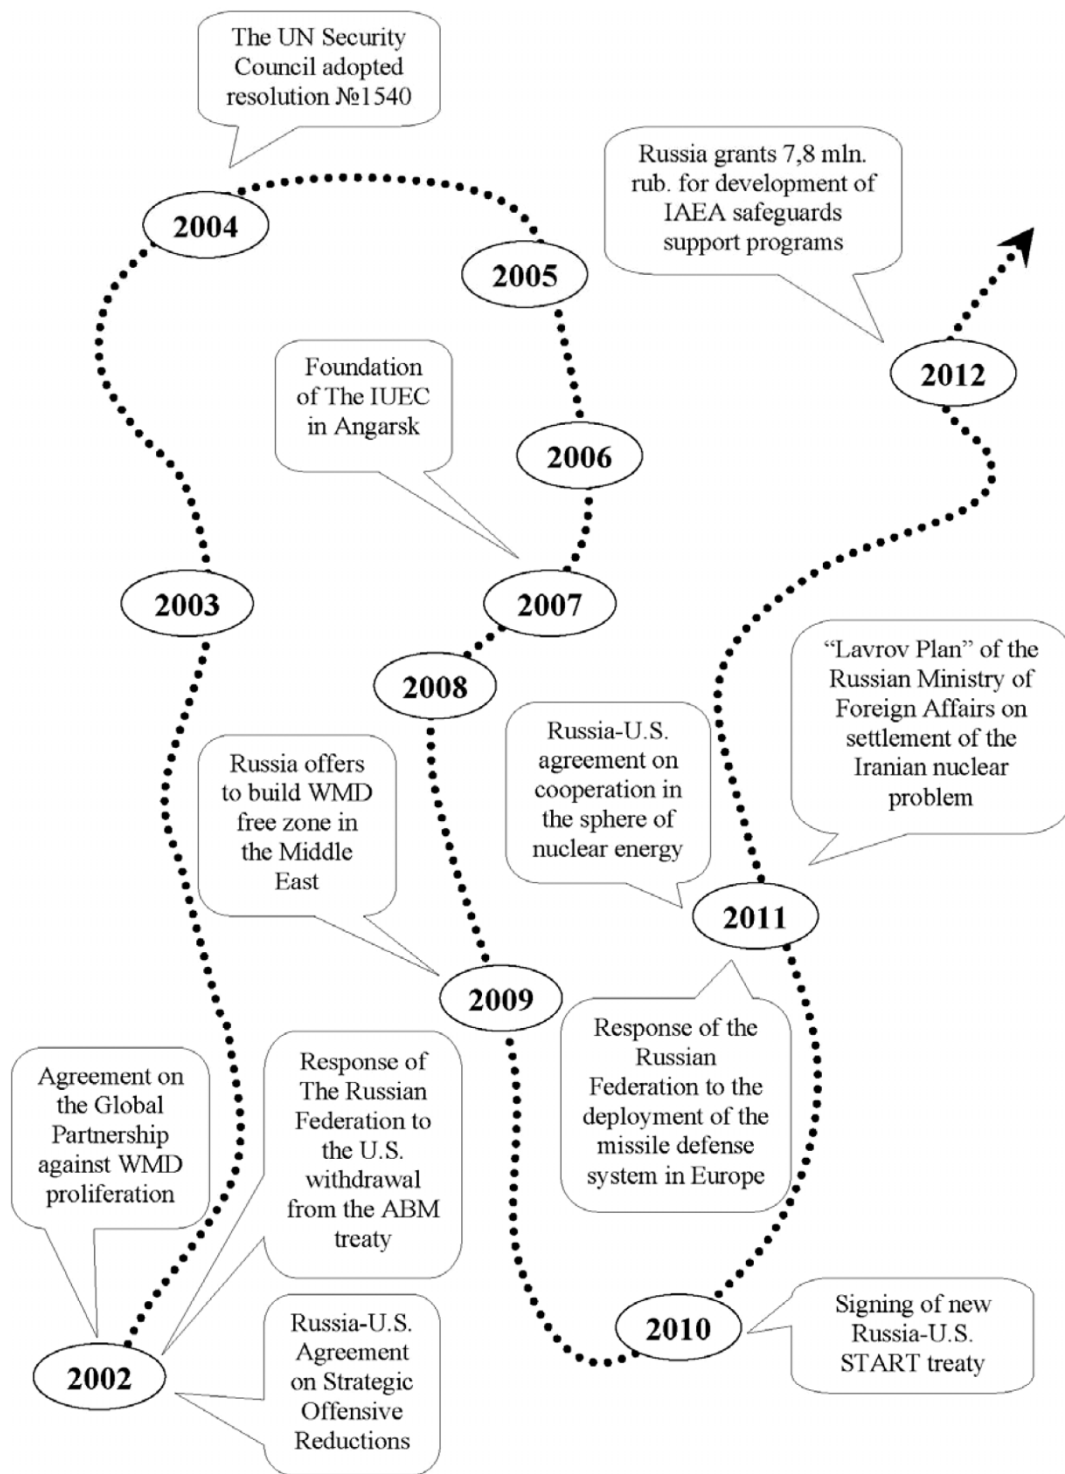 The UN Security
Council adopted
resolution №1540
2004
2005
Russia grants 7,8 mln.
rub. for development of
IAEA safeguards
support programs
2012
Foundation
of The IUEC
in Angarsk
2006
2003
2007
2008
"Lavrov Plan" of the
Russian Ministry of
Foreign Affairs on
settlement of the
Iranian nuclear
problem
Russia-U.S.
agreement on
cooperation in
the sphere of
nuclear energy
Russia offers
to build WMD
free zone in
the Middle
East
2011
2009
Response of the
Russian
Federation to the
deployment of the
missile defense
system in Europe
Agreement on
the Global
Partnership
against WMD
proliferation
Response of
The Russian
Federation to
the U.S.
withdrawal
from the ABM
treaty
2010
Signing of new
Russia-U.S.
START treaty
2002
Russia-U.S.
Agreement
on Strategic
Offensive
Reductions